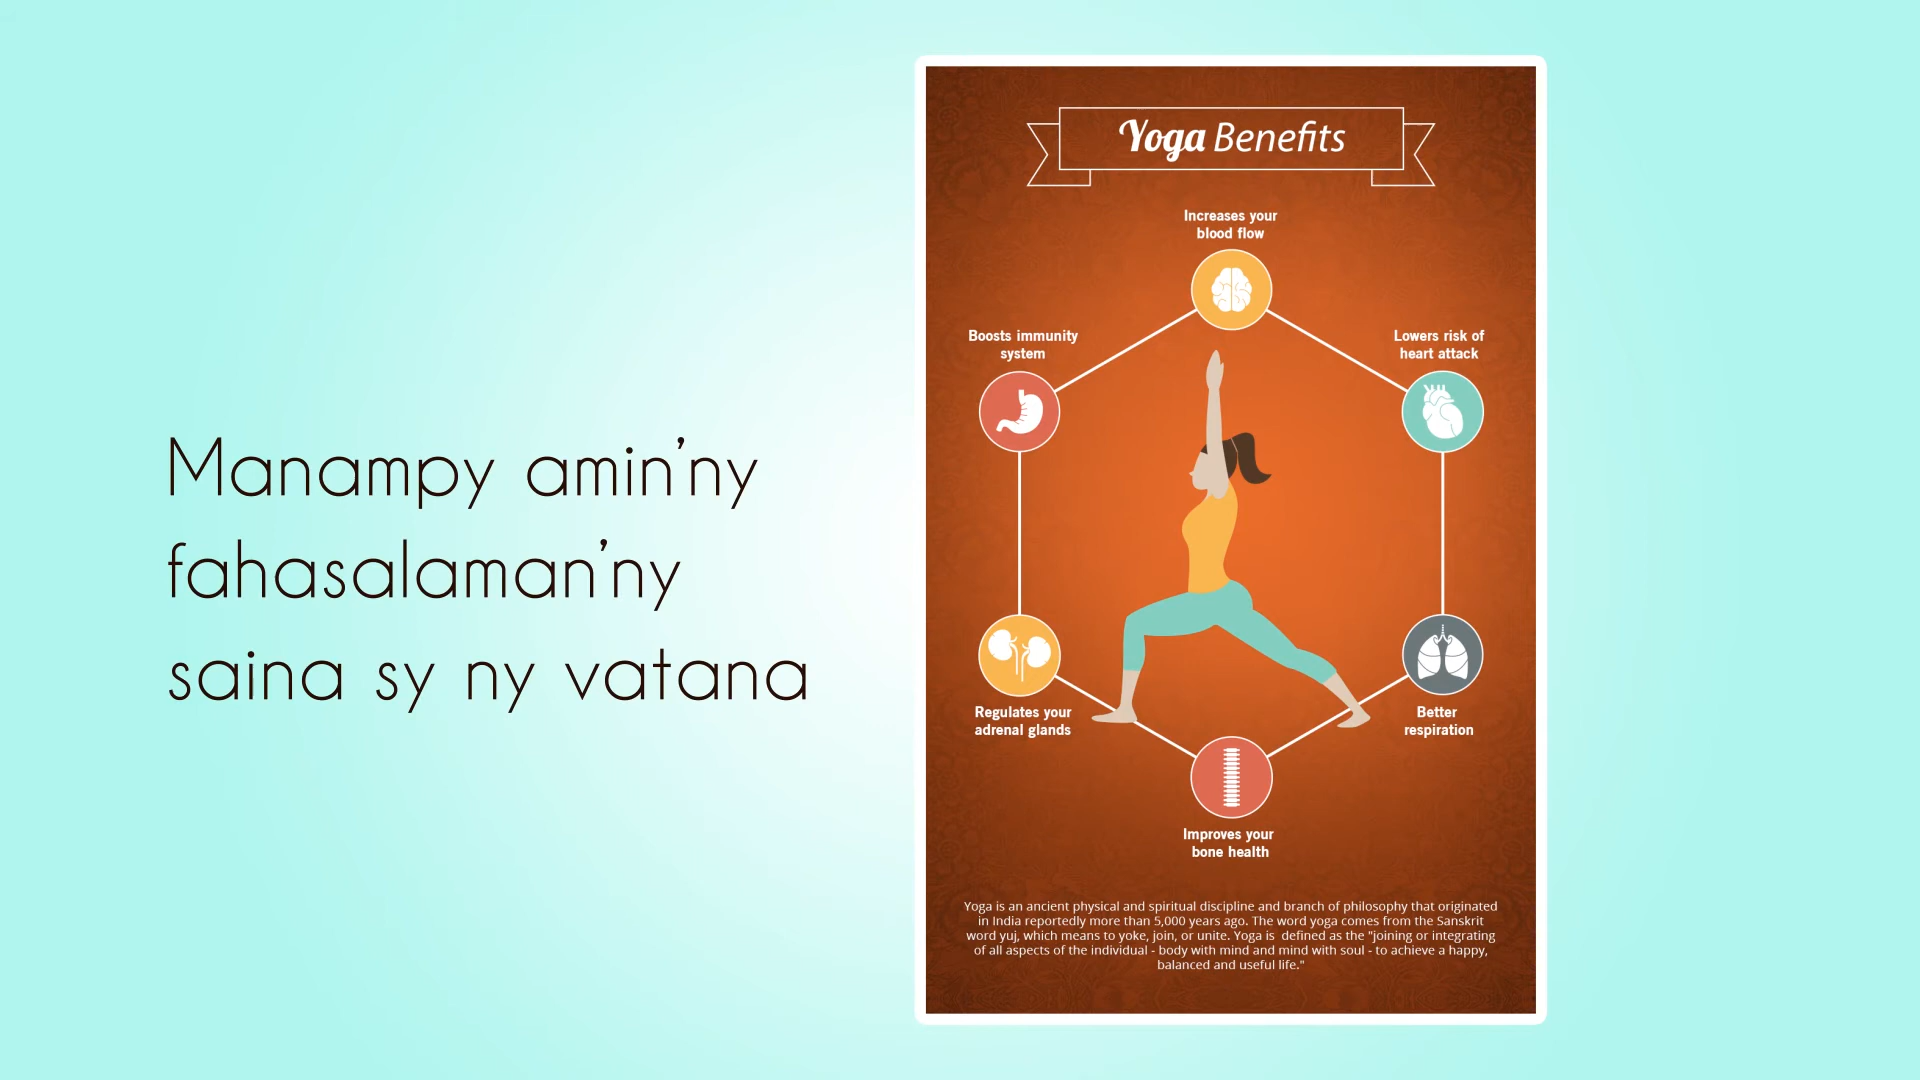 Manampy amin'ny
fahasalaman'ny
saina sy ny vatana
Yoga Benefits
Increases your
blood flow
Boosts immunity
system
Lowers risk of
heart attack
Regulates your
adrenal glands
Better
respiration
Improves your
bone health
Yoga is an ancient physical and spiritual discipline and branch of philosophy that originated
in India reportedly more than 5,000 years ago. The word yoga comes from the Sanskrit
word yuj, which means to yoke, join, or unite. Yoga is defined as the "joining or integrating
of all aspects of the individual - body with mind and mind with soul - to achieve a happy,
balanced and useful life."